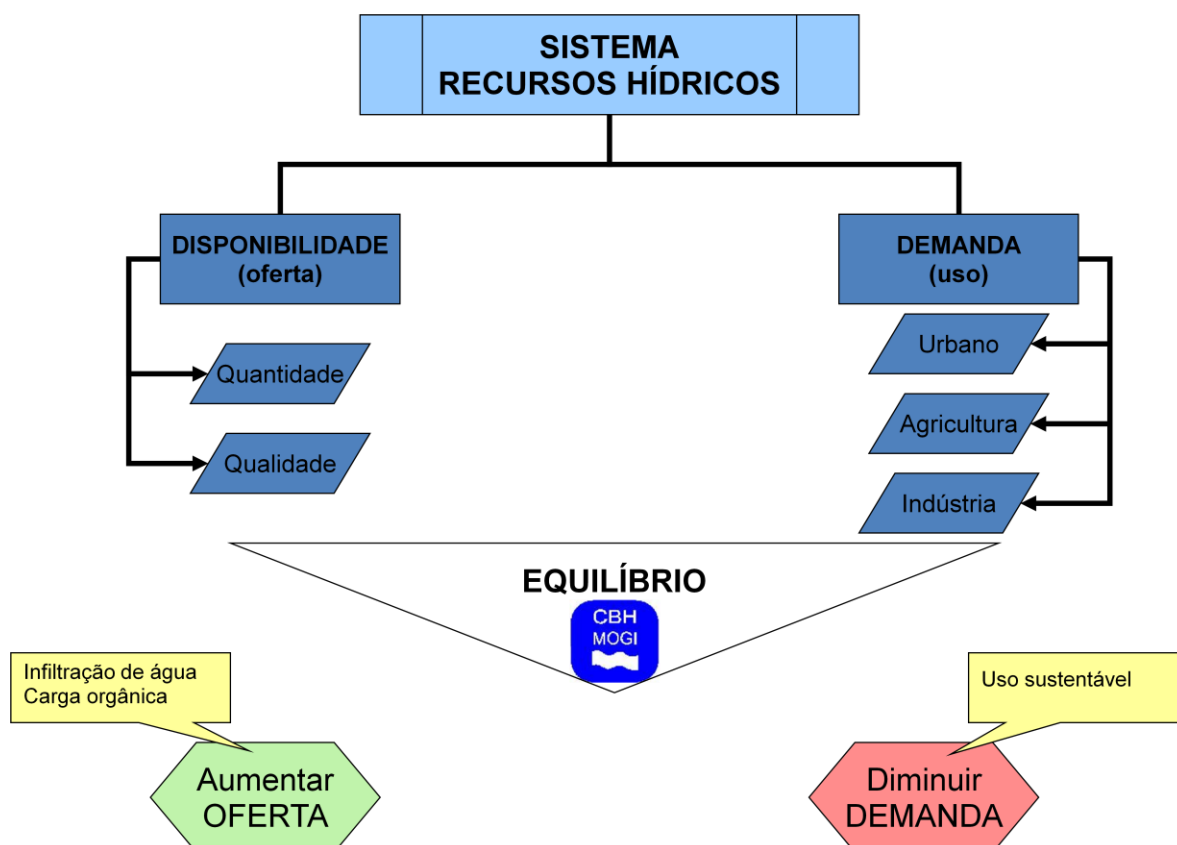 SISTEMA
RECURSOS HÍDRICOS
DISPONIBILIDADE
(oferta)
DEMANDA
(uso)
Quantidade
Qualidade
Urbano
Agricultura
Indústria
EQUILÍBRIO
CBH
MOGI
Infiltração de água
Carga orgânica
Uso sustentável
Aumentar
OFERTA
Diminuir
DEMANDA